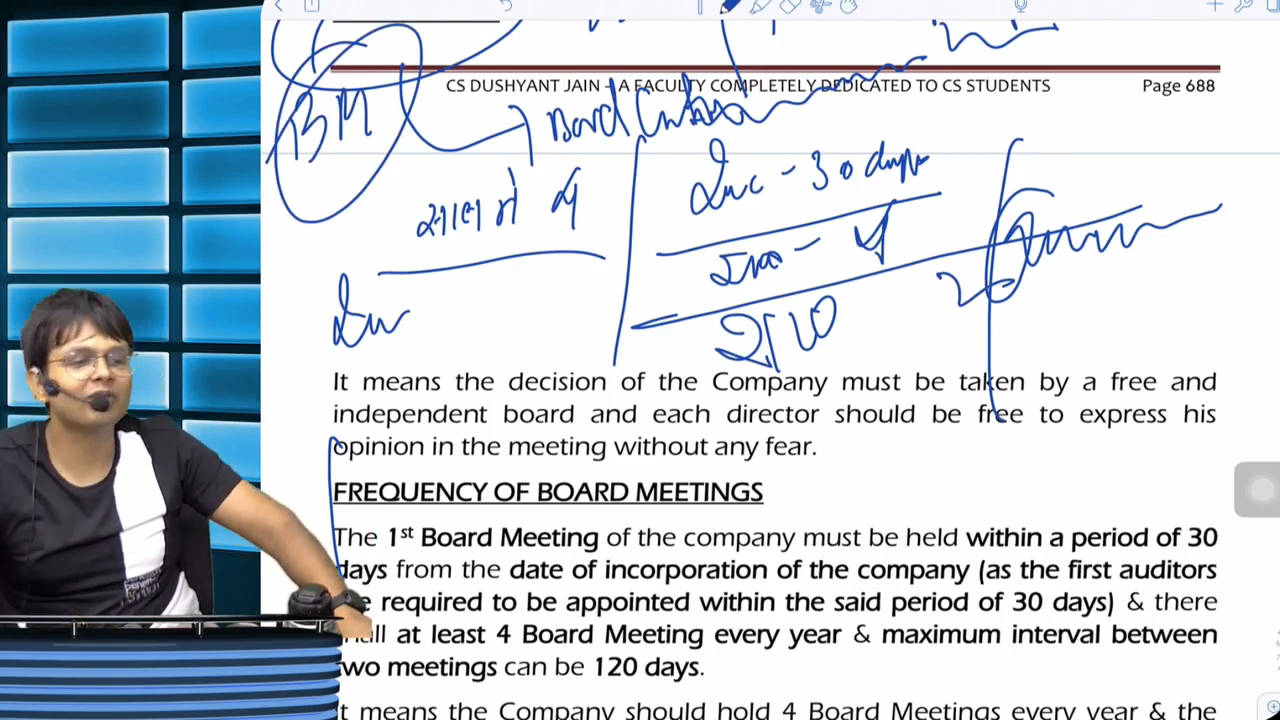 CS DUSHYANT JAIN – A FACULTY COMPLETELY DEDICATED TO CS STUDENTS Page 688
BM
Board
साल में 4
Inc - 30 days
It means the decision of the Company must be taken by a free and
independent board and each director should be free to express his
opinion in the meeting without any fear.
FREQUENCY OF BOARD MEETINGS
The 1st Board Meeting of the company must be held within a period of 30
days from the date of incorporation of the company (as the first auditors
required to be appointed within the said period of 30 days) & there
at least 4 Board Meeting every year & maximum interval between
two meetings can be 120 days.
It means the Company should hold 4 Board Meetings every year & the